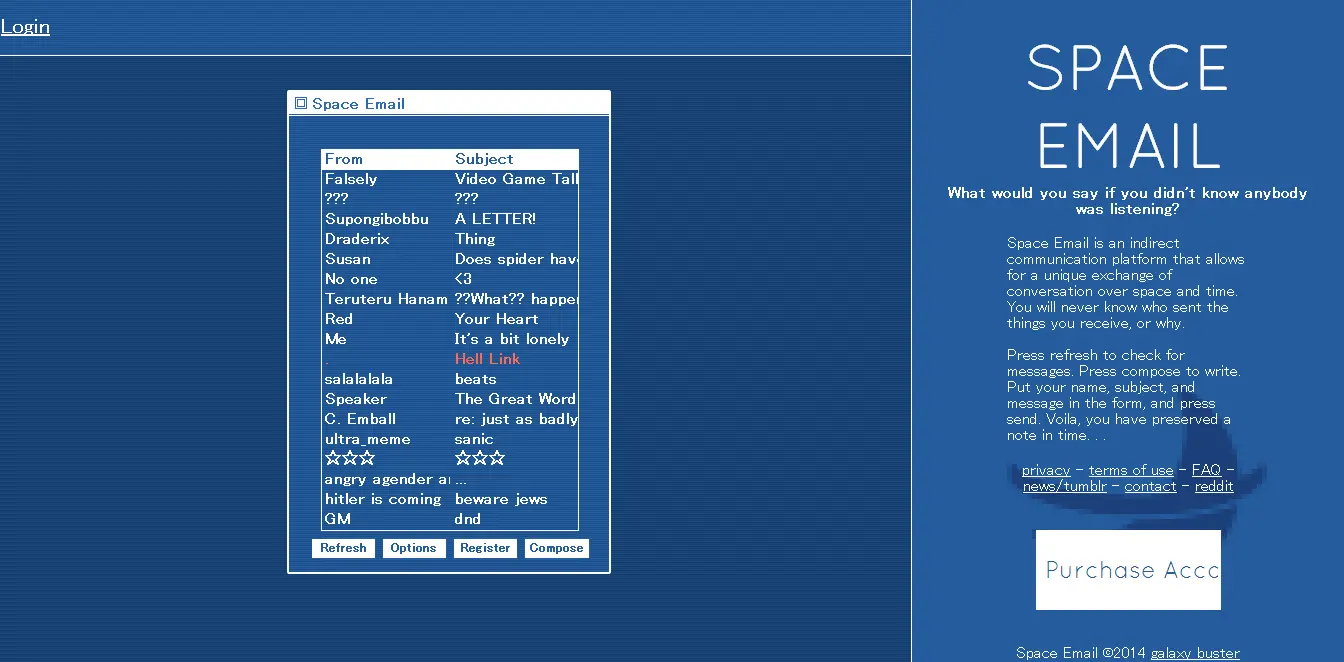 Login
Space Email
From Subject
Falsely Video Game Tall
??? ???
Supongibobbu A LETTER!
Draderix Thing
Susan Does spider hav
No one <3
Teruteru Hanam ??What?? happe
Red Your Heart
Me It's a bit lonely
. Hell Link
salalalala beats
Speaker The Great Word
C. Emball re: just as badly
ultra_meme sanic
☆☆☆ ☆☆☆
angry agender a ...
hitler is coming beware jews
GM dnd
Refresh Options Register Compose
SPACE
EMAIL
What would you say if you didn't know anybody
was listening?
Space Email is an indirect
communication platform that allows
for a unique exchange of
conversation over space and time.
You will never know who sent the
things you receive, or why.
Press refresh to check for
messages. Press compose to write.
Put your name, subject, and
message in the form, and press
send. Voila, you have preserved a
note in time. . .
privacy - terms of use - FAQ -
news/tumblr - contact - reddit
Purchase Accc
Space Email ©2014 galaxy buster